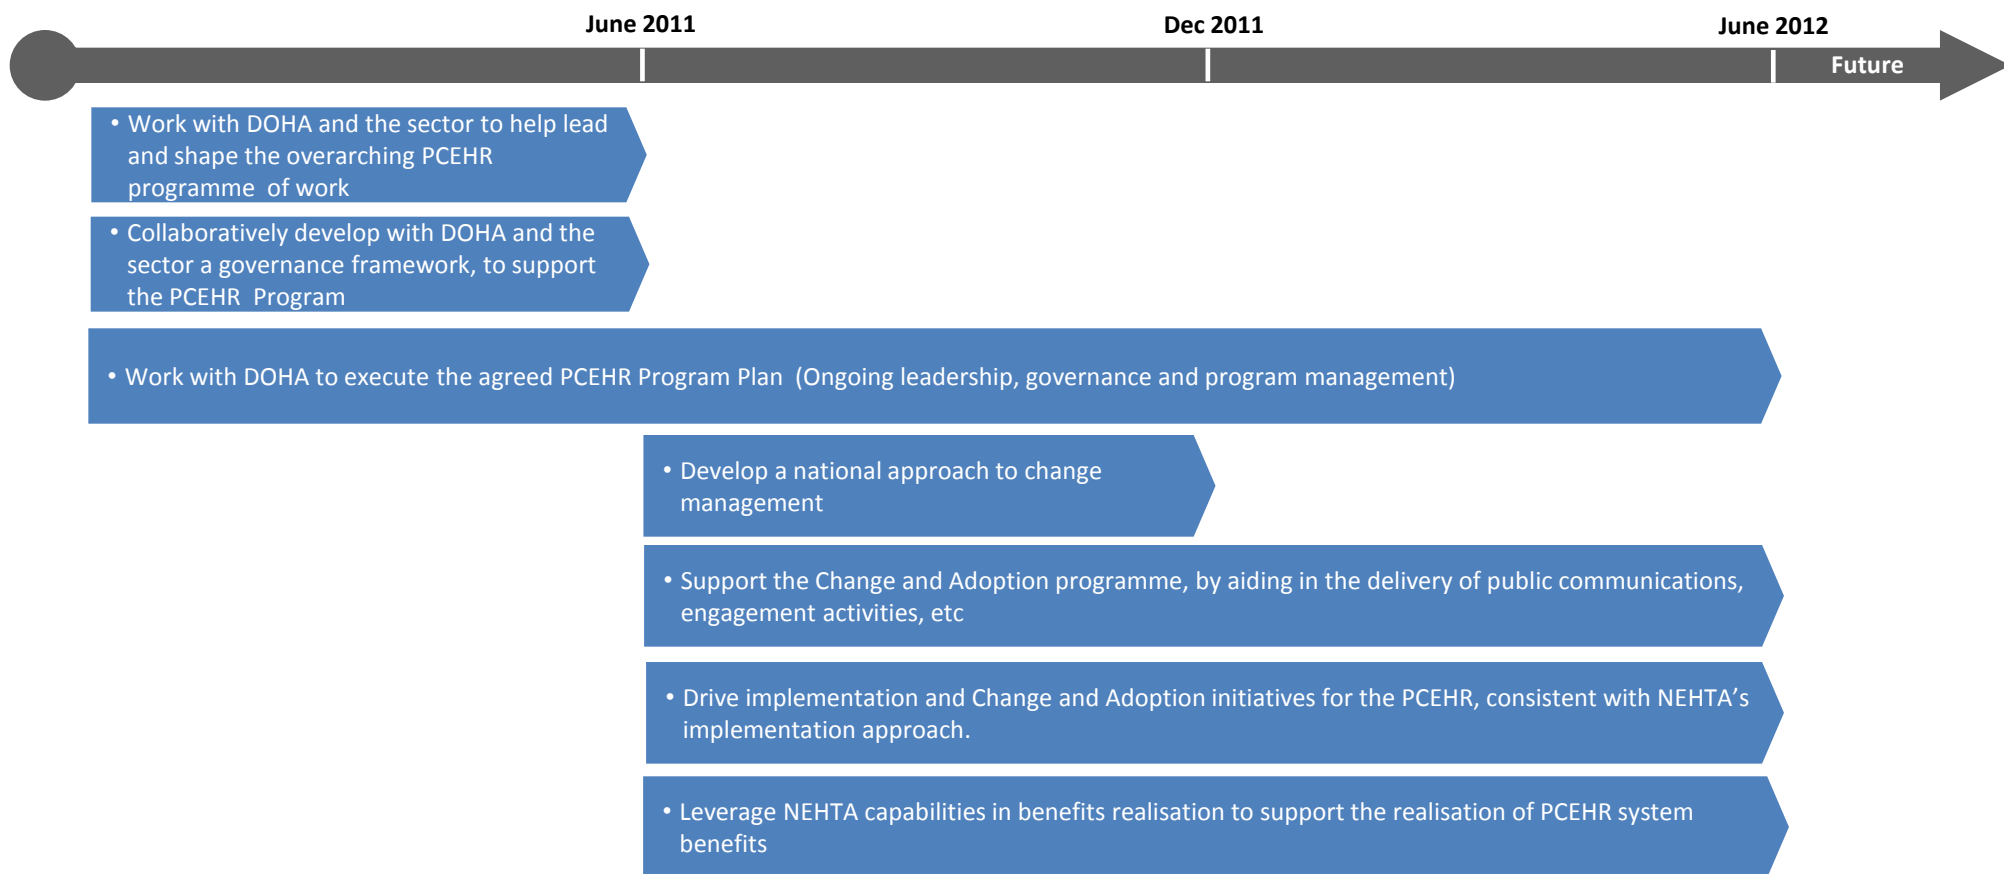 June 2011
Dec 2011
June 2012
Future
• Work with DOHA and the sector to help lead
and shape the overarching PCEHR
programme of work
• Collaboratively develop with DOHA and the
sector a governance framework, to support
the PCEHR Program
• Work with DOHA to execute the agreed PCEHR Program Plan (Ongoing leadership, governance and program management)
• Develop a national approach to change
management
• Support the Change and Adoption programme, by aiding in the delivery of public communications,
engagement activities, etc
• Drive implementation and Change and Adoption initiatives for the PCEHR, consistent with NEHTA’s
implementation approach.
• Leverage NEHTA capabilities in benefits realisation to support the realisation of PCEHR system
benefits